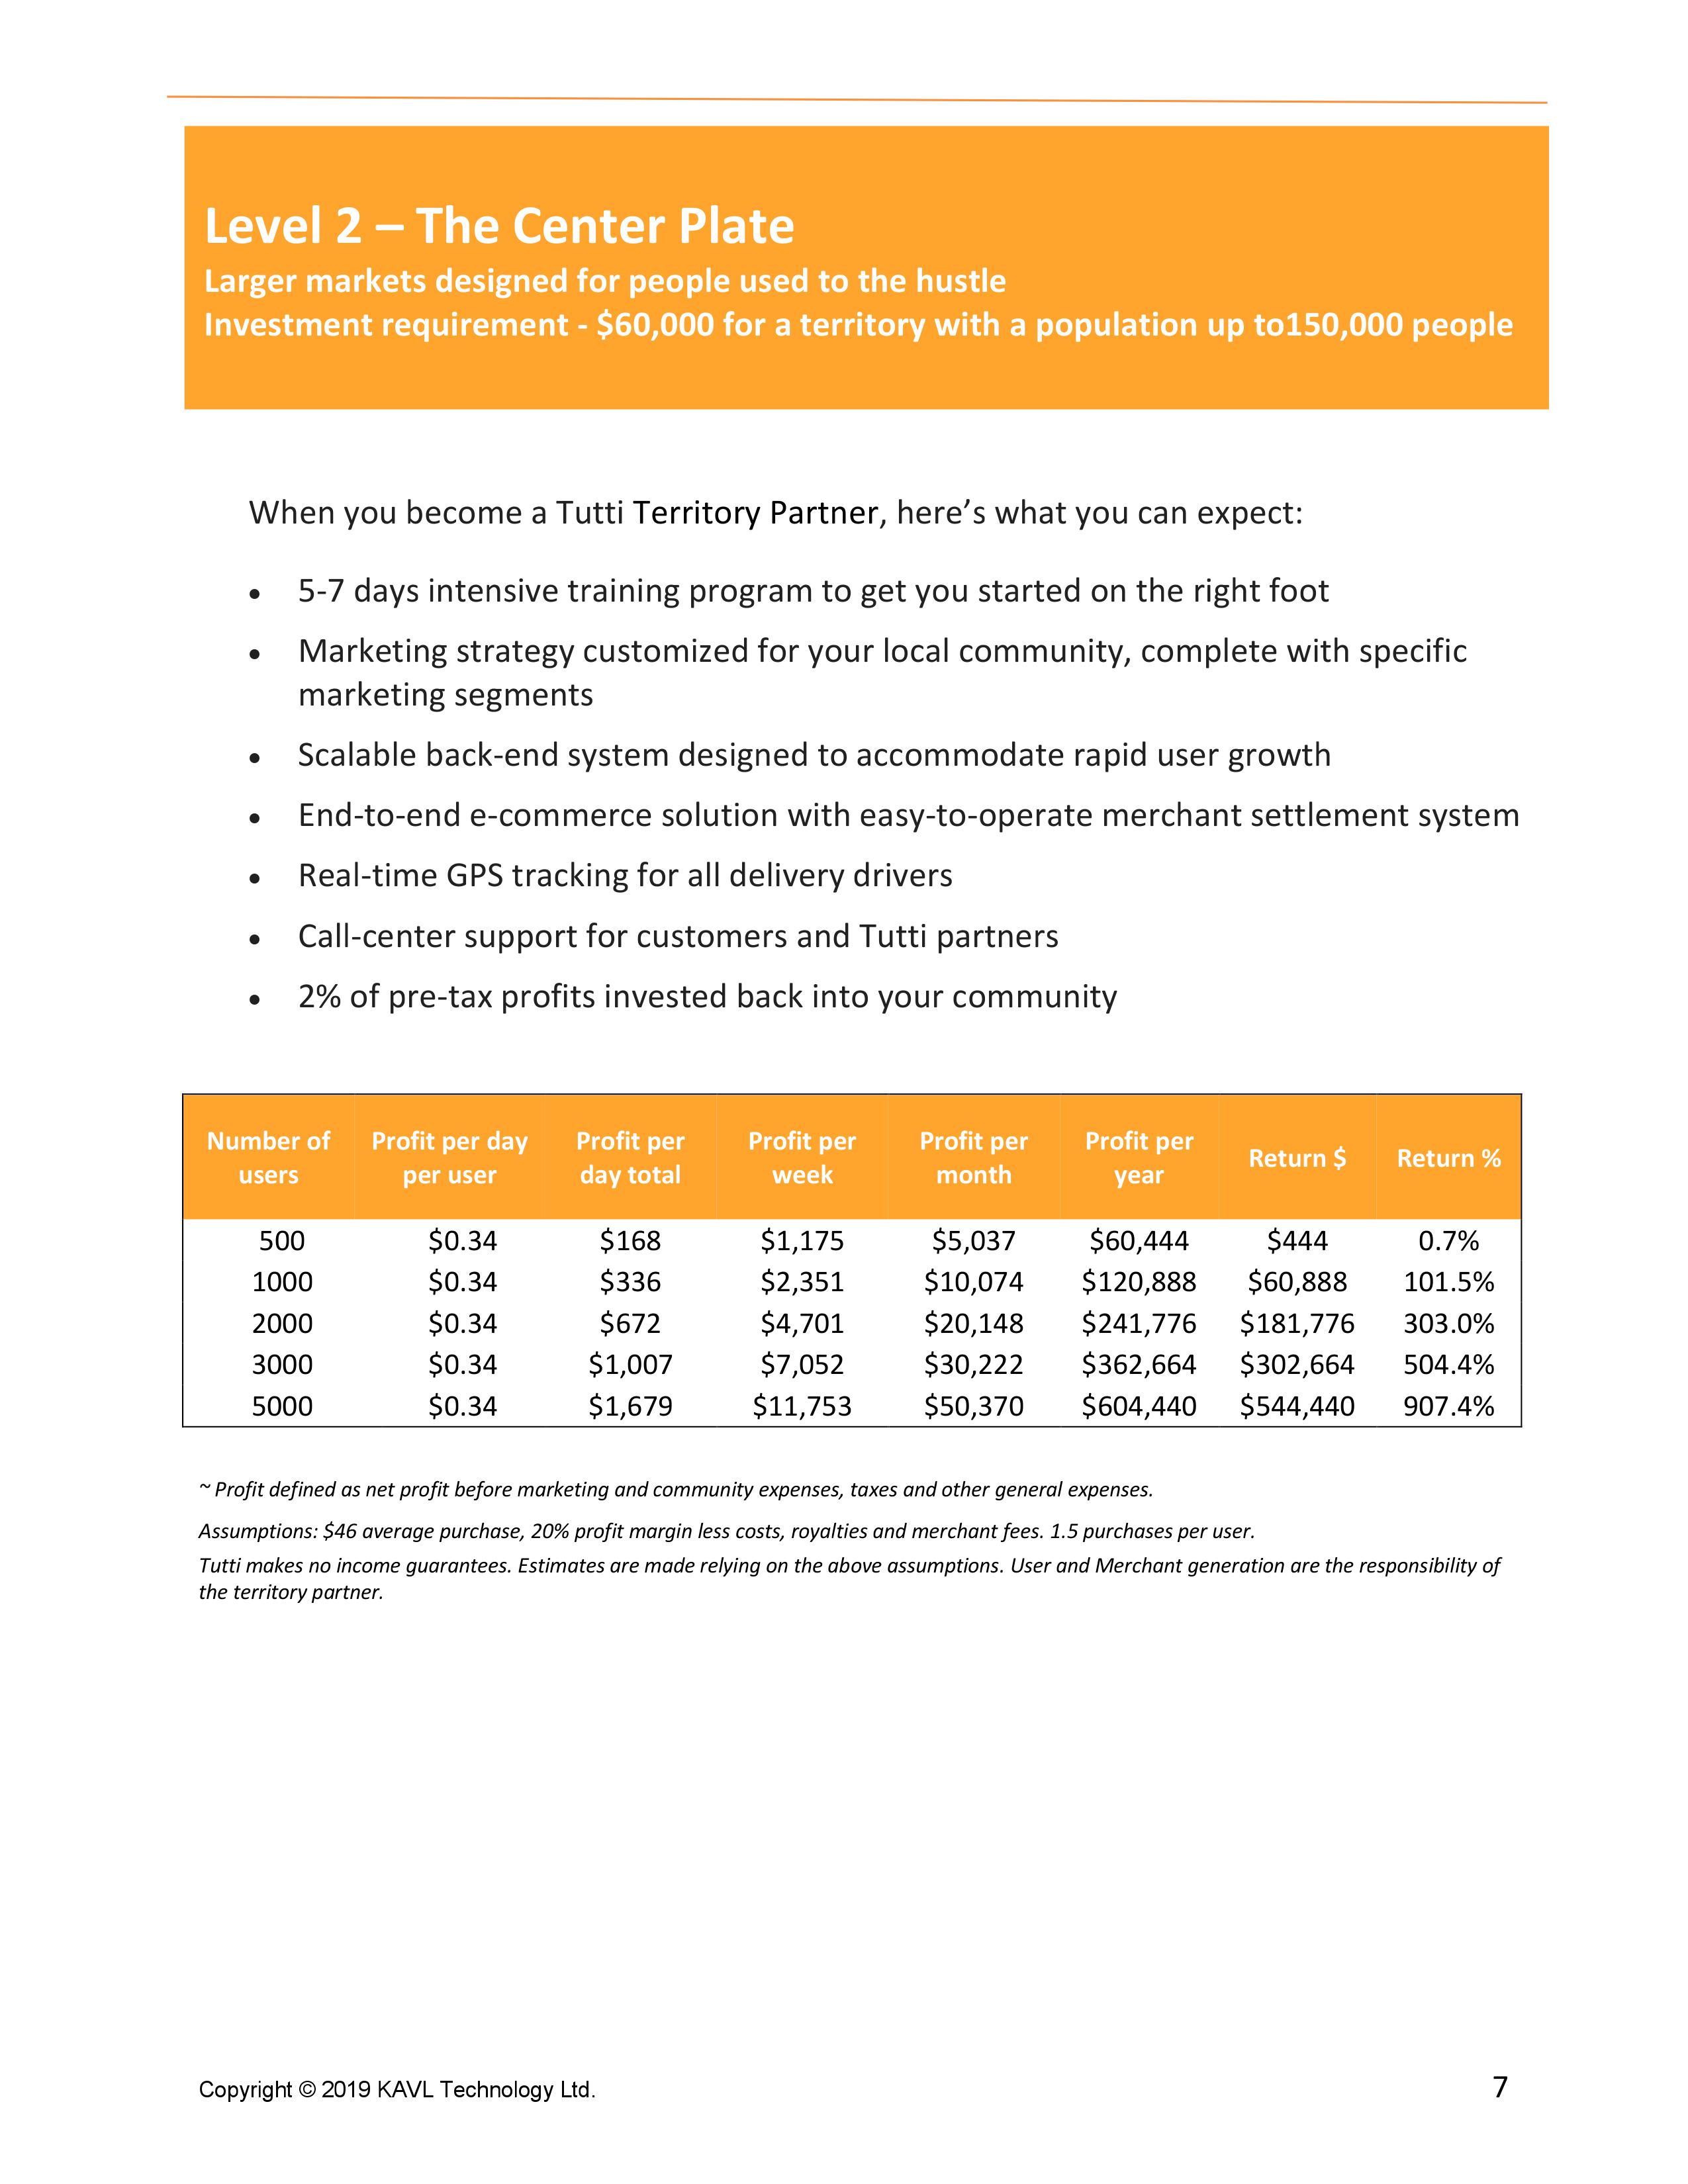 Level 2 – The Center Plate
Larger markets designed for people used to the hustle
Investment requirement - $60,000 for a territory with a population up to150,000 people
When you become a Tutti Territory Partner, here’s what you can expect:
• 5-7 days intensive training program to get you started on the right foot
• Marketing strategy customized for your local community, complete with specific
marketing segments
• Scalable back-end system designed to accommodate rapid user growth
• End-to-end e-commerce solution with easy-to-operate merchant settlement system
• Real-time GPS tracking for all delivery drivers
• Call-center support for customers and Tutti partners
• 2% of pre-tax profits invested back into your community
Number of users Profit per day per user Profit per day total Profit per week Profit per month Profit per year Return $ Return %
500 $0.34 $168 $1,175 $5,037 $60,444 $444 0.7%
1000 $0.34 $336 $2,351 $10,074 $120,888 $60,888 101.5%
2000 $0.34 $672 $4,701 $20,148 $241,776 $181,776 303.0%
3000 $0.34 $1,007 $7,052 $30,222 $362,664 $302,664 504.4%
5000 $0.34 $1,679 $11,753 $50,370 $604,440 $544,440 907.4%
~ Profit defined as net profit before marketing and community expenses, taxes and other general expenses.
Assumptions: $46 average purchase, 20% profit margin less costs, royalties and merchant fees. 1.5 purchases per user.
Tutti makes no income guarantees. Estimates are made relying on the above assumptions. User and Merchant generation are the responsibility of
the territory partner.
Copyright © 2019 KAVL Technology Ltd. 7